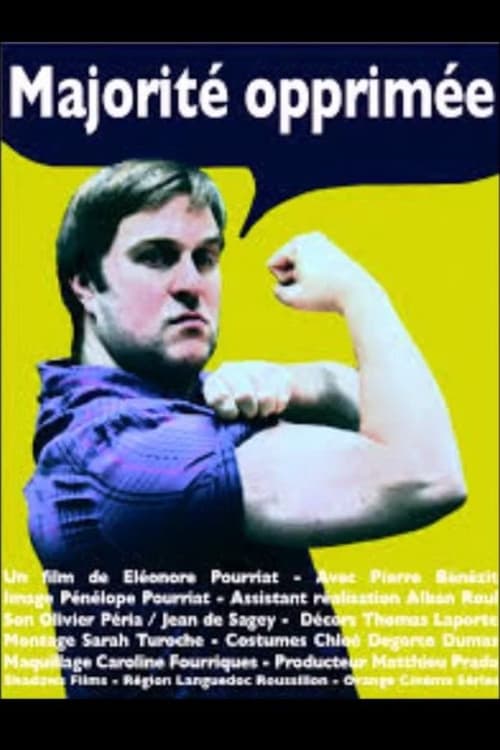 Majorité opprimée
Un film de Eléonore Pourriat - Avec Pierre Bénézit
Image Pénélope Pourriat - Assistant réalisation Alban Roul
Son Olivier Péria / Jean de Sagey - Décors Thomas Laporte
Montage Sarah Turoche - Costumes Chloé Degorte Dumas
Maquillage Caroline Fourriques - Producteur Matthieu Prada
Shadows Films - Région Languedoc Roussillon - Orange Cinéma Séries